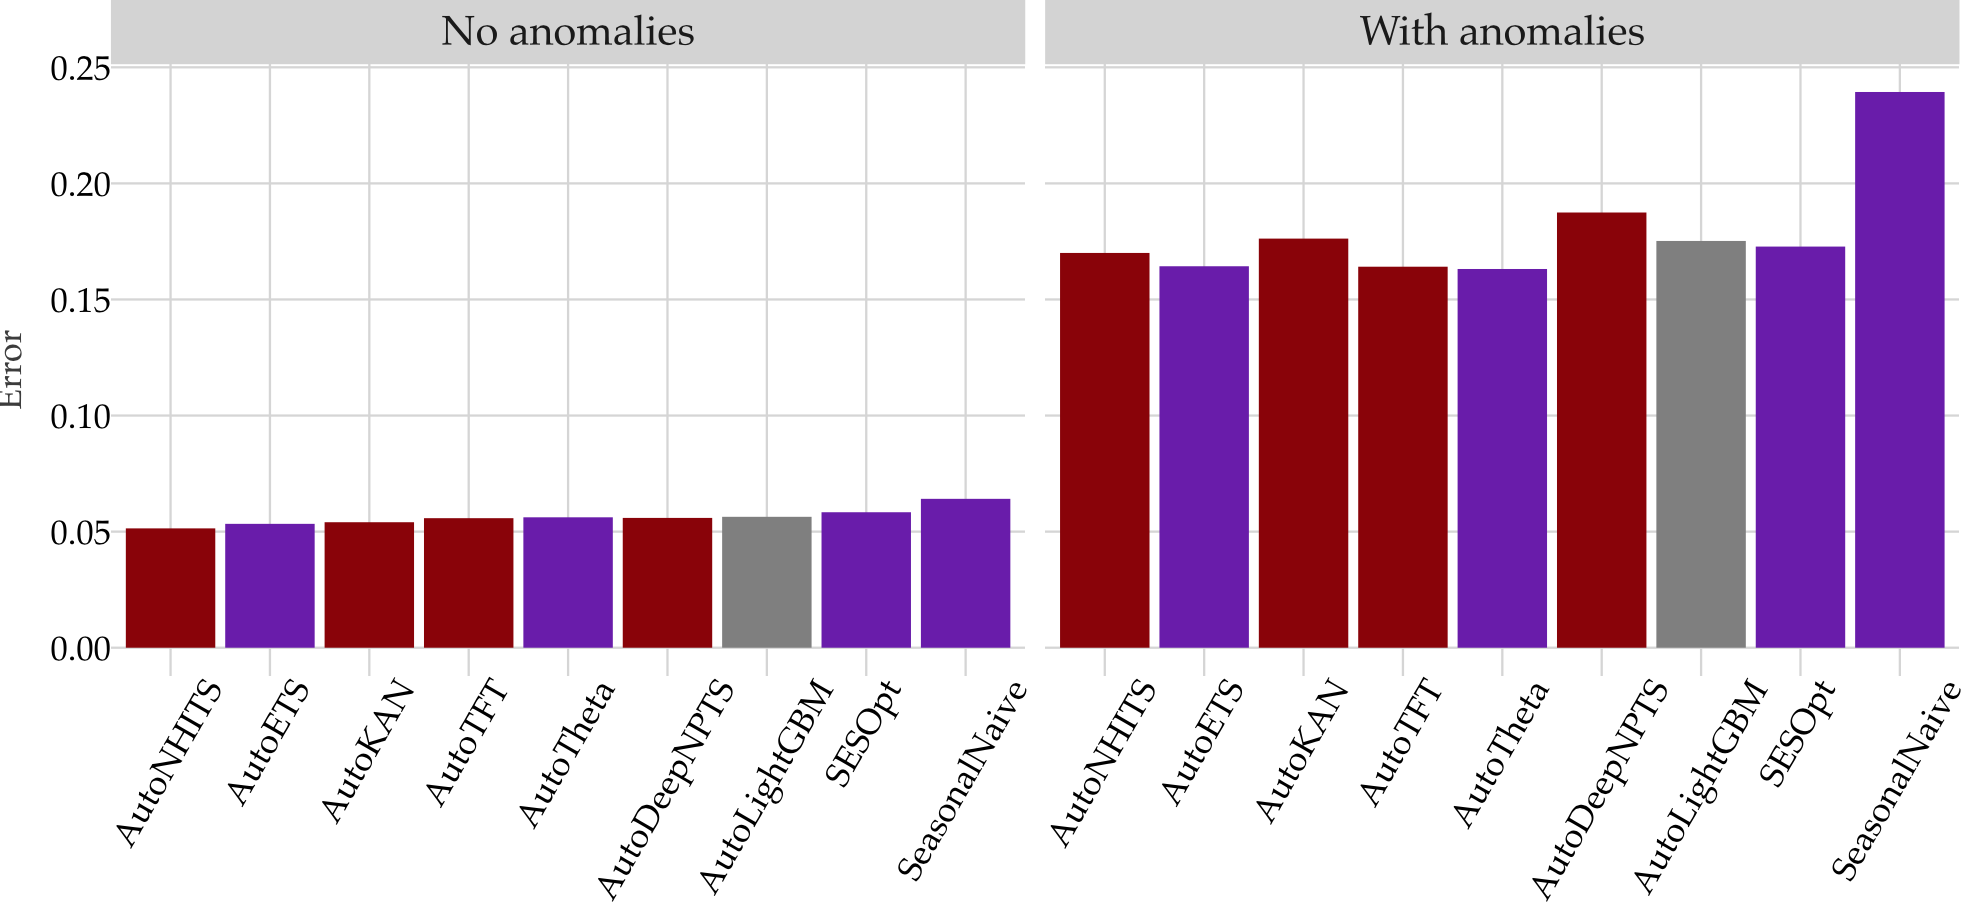 No anomalies
With anomalies
Error
0.25
0.20
0.15
0.10
0.05
0.00
AutoNHITS
AutoETS
AutoKAN
AutoTFT
AutoTheta
AutoDeepNPTS
AutoLightGBM
SESOpt
SeasonalNaive
AutoNHITS
AutoETS
AutoKAN
AutoTFT
AutoTheta
AutoDeepNPTS
AutoLightGBM
SESOpt
SeasonalNaive